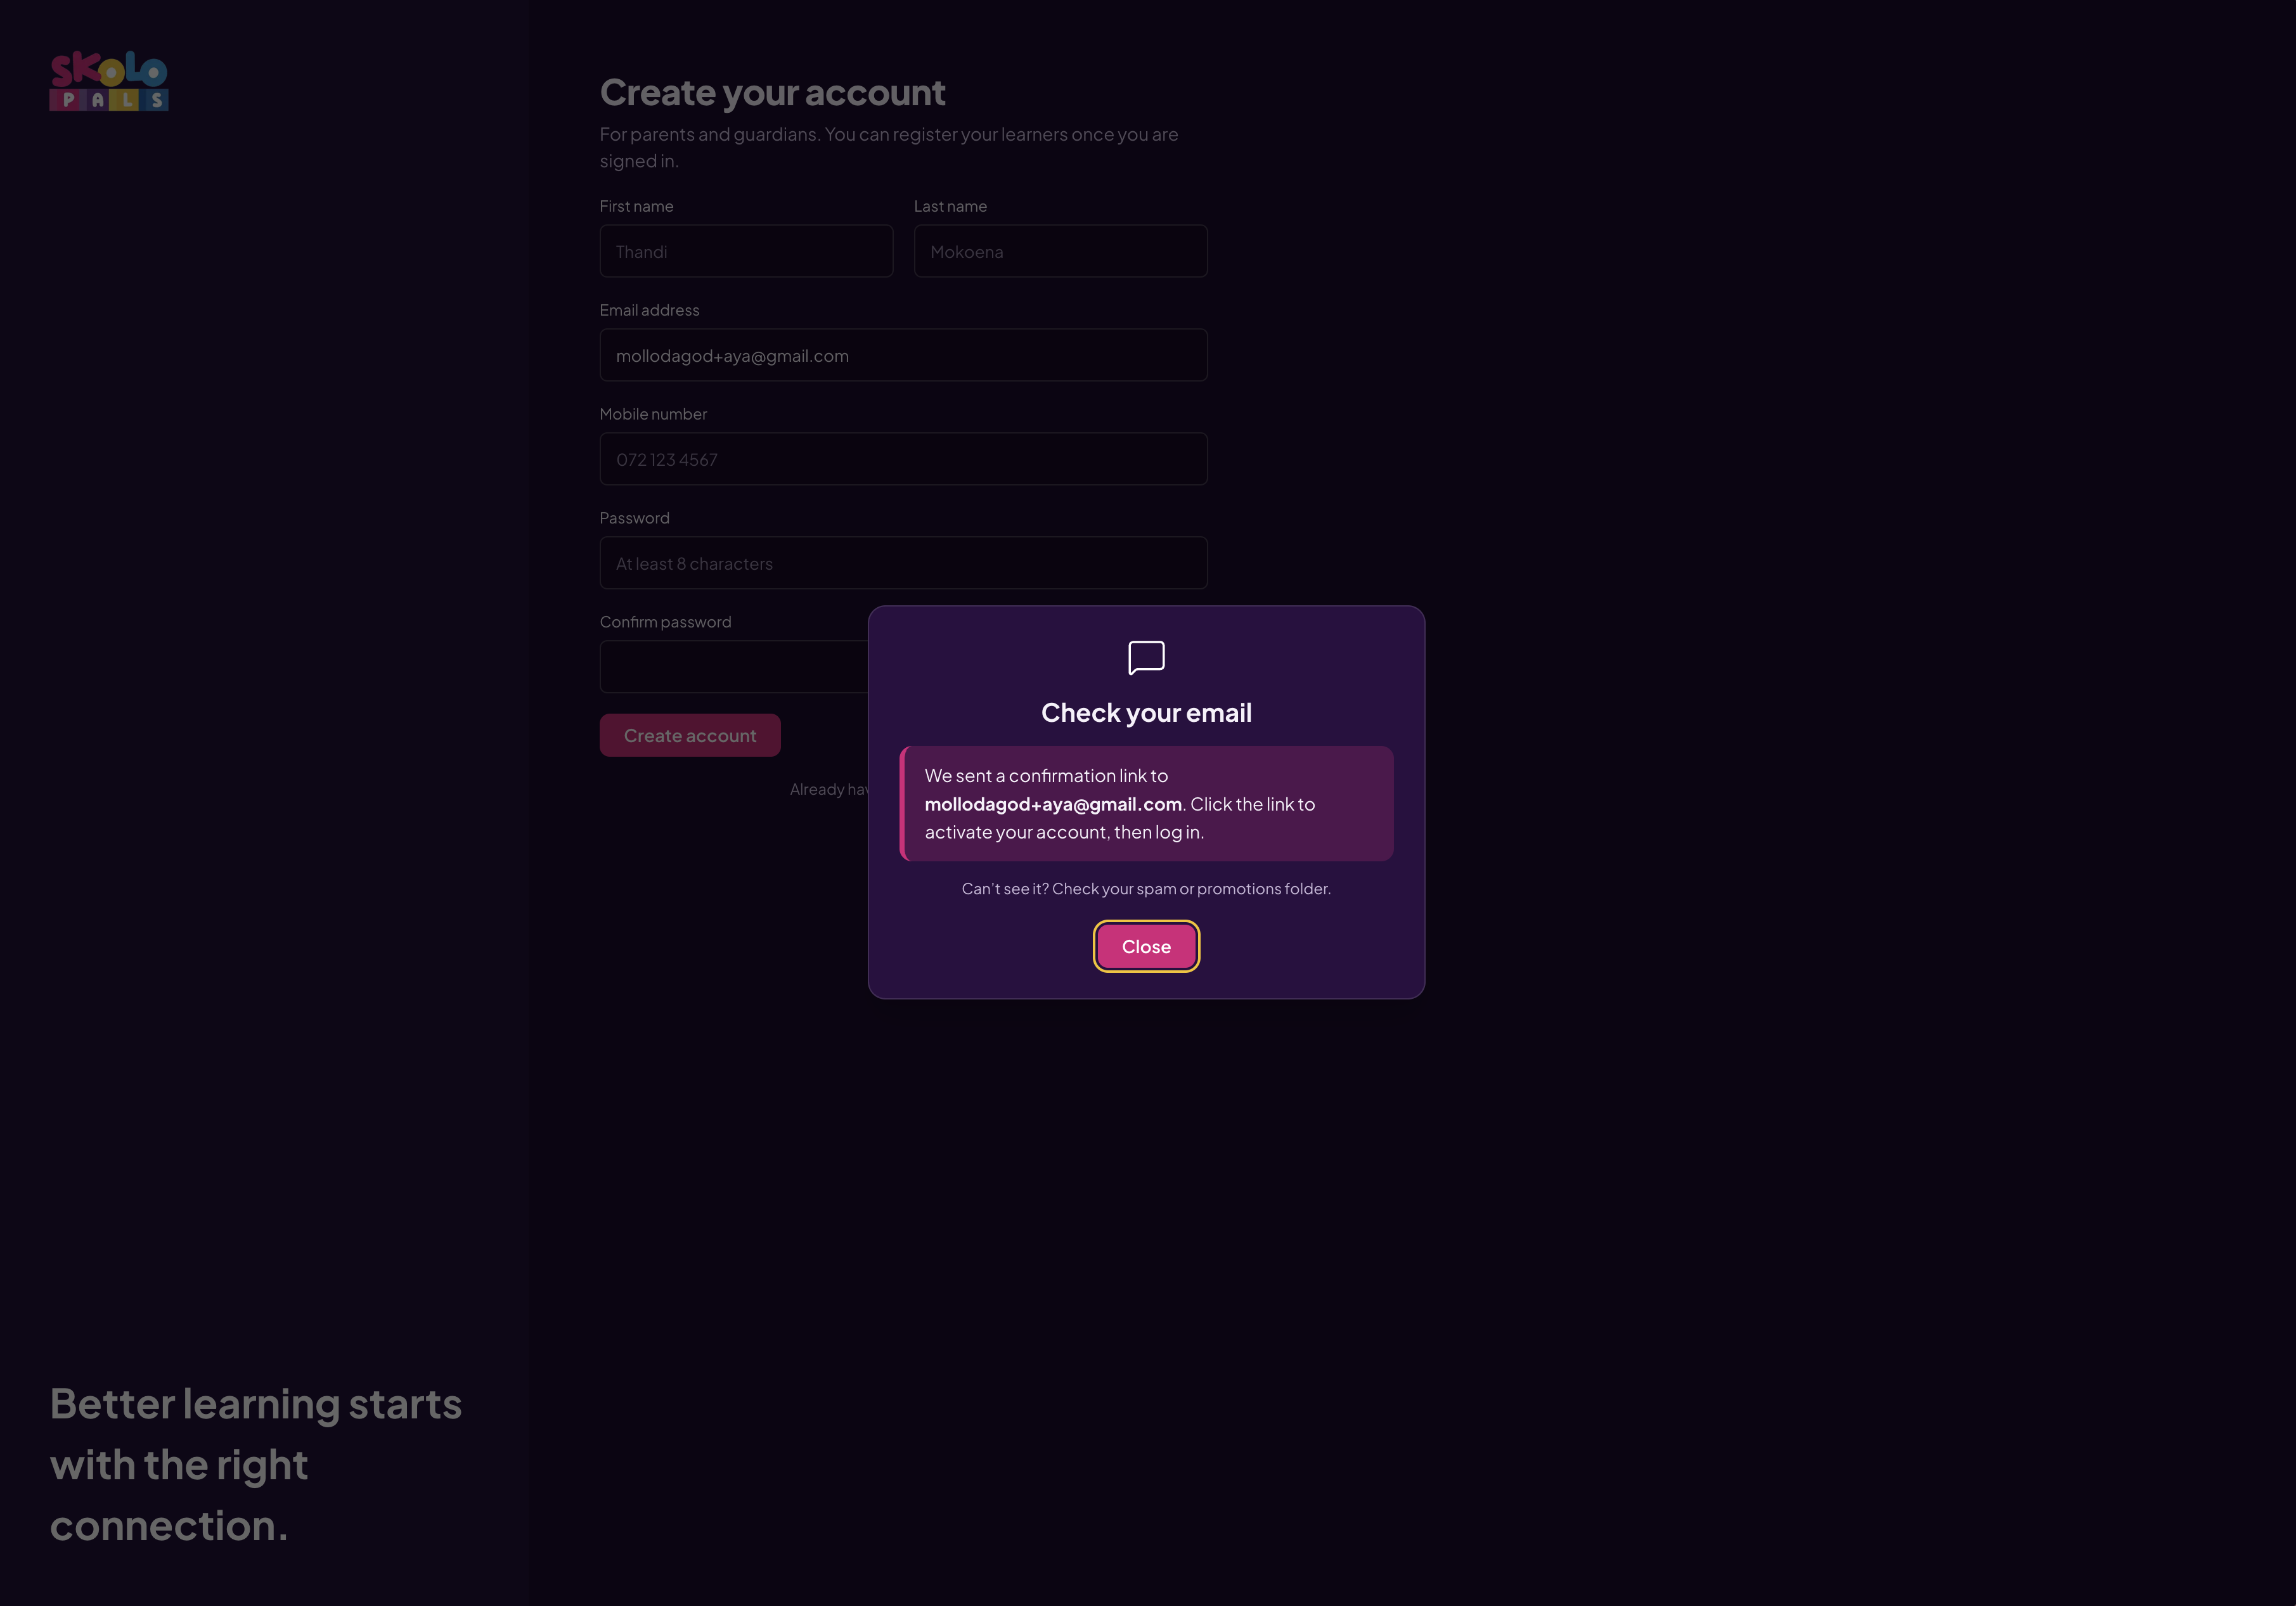 SKOLO
PALS
Create your account
For parents and guardians. You can register your learners once you are
signed in.
First name
Last name
Thandi
Mokoena
Email address
mollodagod+aya@gmail.com
Mobile number
072 123 4567
Password
At least 8 characters
Confirm password
Create account
Already
Check your email
We sent a confirmation link to
mollodagod+aya@gmail.com. Click the link to
activate your account, then log in.
Can't see it? Check your spam or promotions folder.
Close
Better learning starts
with the right
connection.